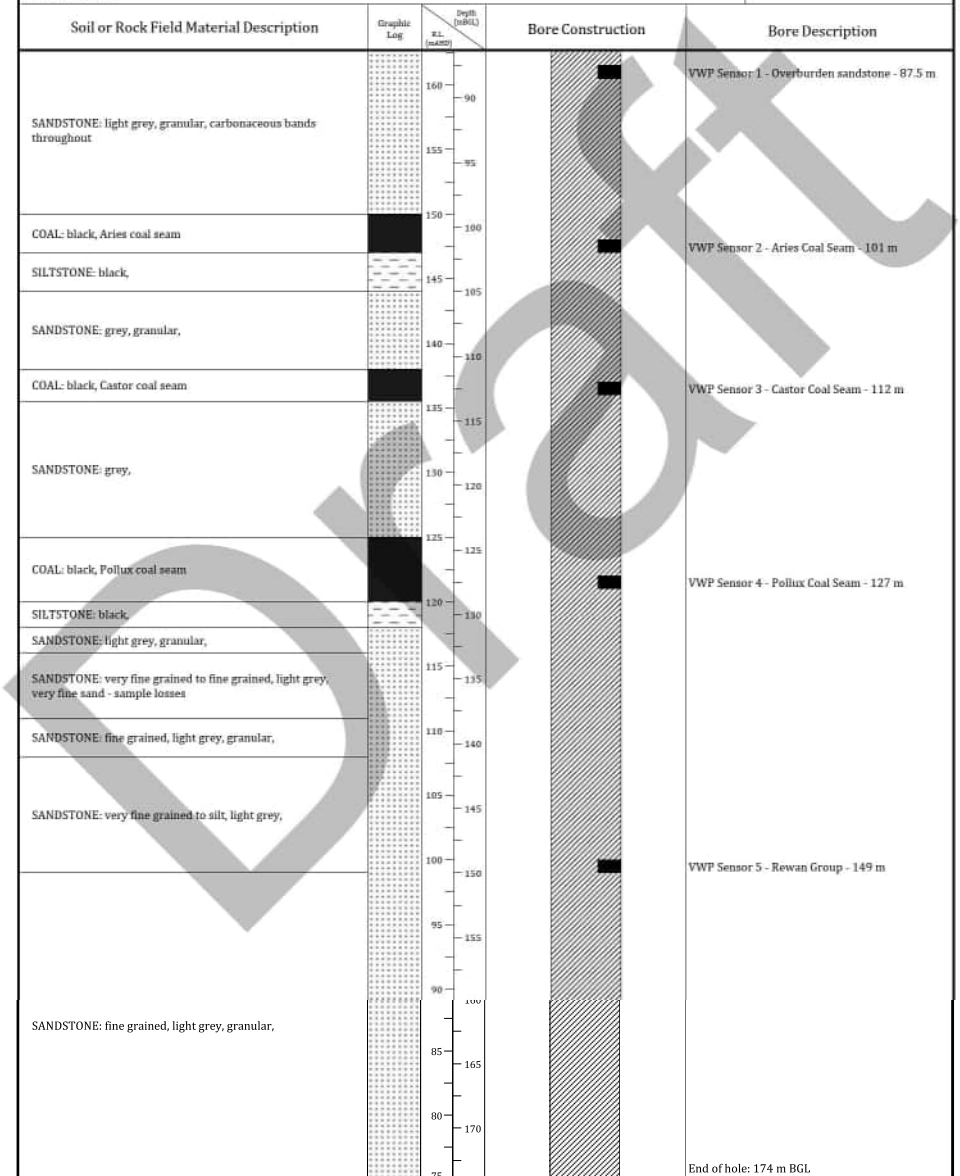 Soil or Rock Field Material Description
Graphic
Log
Depth
(mBGL)
R.L.
(mAHD)
Bore Construction
Bore Description
VWP Sensor 1 - Overburden sandstone - 87.5 m
160
90
SANDSTONE: light grey, granular, carbonaceous bands
throughout
155
95
150
100
COAL: black, Aries coal seam
VWP Sensor 2 - Aries Coal Seam - 101 m
SILTSTONE: black,
145
105
SANDSTONE: grey, granular,
140
110
COAL: black, Castor coal seam
VWP Sensor 3 - Castor Coal Seam - 112 m
135
115
SANDSTONE: grey,
130
120
125
125
COAL: black, Pollux coal seam
VWP Sensor 4 - Pollux Coal Seam - 127 m
120
130
SILTSTONE: black,
SANDSTONE: light grey, granular,
115
135
SANDSTONE: very fine grained to fine grained, light grey,
very fine sand - sample losses
110
140
SANDSTONE: fine grained, light grey, granular,
105
145
SANDSTONE: very fine grained to silt, light grey,
100
150
VWP Sensor 5 - Rewan Group - 149 m
95
155
90
160
SANDSTONE: fine grained, light grey, granular,
85
165
80
170
75
End of hole: 174 m BGL
Draft